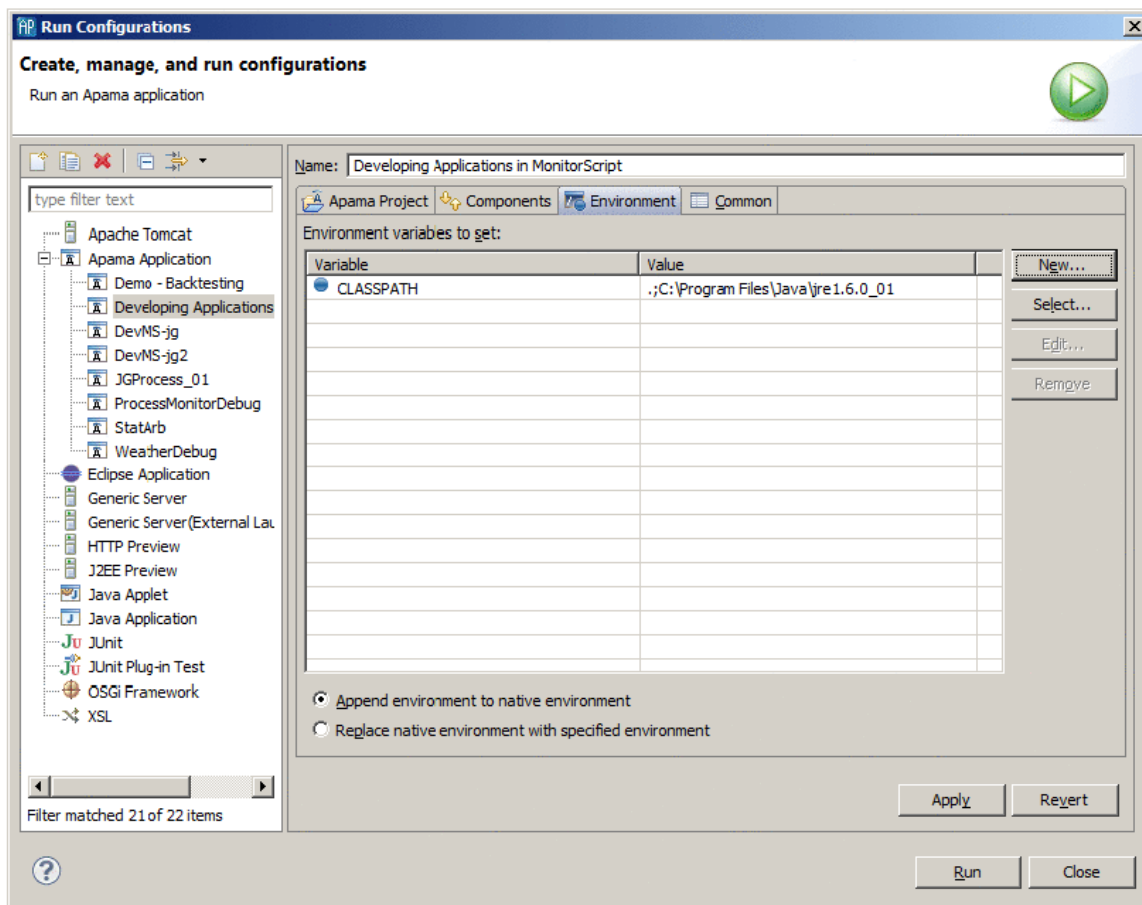 Run Configurations
Create, manage, and run configurations
Run an Apama application
Name: Developing Applications in MonitorScript
type filter text
Apache Tomcat
Apama Application
Demo - Backtesting
Developing Applications
DevMS-jg
DevMS-jg2
JGProcess_01
ProcessMonitorDebug
StatArb
WeatherDebug
Eclipse Application
Generic Server
Generic Server(External Lau
HTTP Preview
J2EE Preview
Java Applet
Java Application
JUnit
JUnit Plug-in Test
OSGi Framework
XSL
Filter matched 21 of 22 items
Apama Project Components Environment Common
Environment variables to set:
Variable Value
CLASSPATH .;C:\Program Files\Java\jre1.6.0_01
New...
Select...
Edit...
Remove
Append environment to native environment
Replace native environment with specified environment
Apply Revert
Run Close